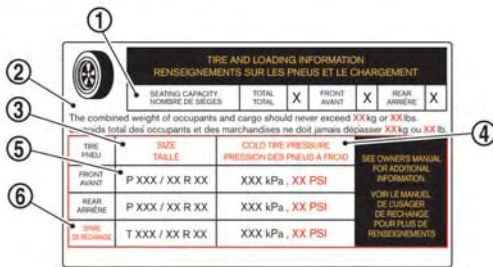 ①
TIRE AND LOADING INFORMATION
RENSEIGNEMENTS SUR LES PNEUS ET LE CHARGEMENT
SEATING CAPACITY TOTAL X FRONT X REAR X
NOMBRE DE SIÈGES TOTAL AVANT ARRIÈRE
②
The combined weight of occupants and cargo should never exceed XX kg or XX lbs.
total des occupants et des marchandises ne doit jamais dépasser XX kg ou XX lb.
③
④
TIRE SIZE COLD TIRE PRESSURE
PNEU TAILLE PRESSION DES PNEUS À FROID
⑤
FRONT
AVANT
P XXX / XX R XX XXX kPa , XX PSI
REAR
ARRIÈRE
P XXX / XX R XX XXX kPa , XX PSI
⑥
SPARE
DE RECHANGE
T XXX / XX R XX XXX kPa , XX PSI
SEE OWNER'S MANUAL
FOR ADDITIONAL
INFORMATION.
VOIR LE MANUEL
DE L'USAGER
DE RECHANGE
POUR PLUS DE
RENSEIGNEMENTS